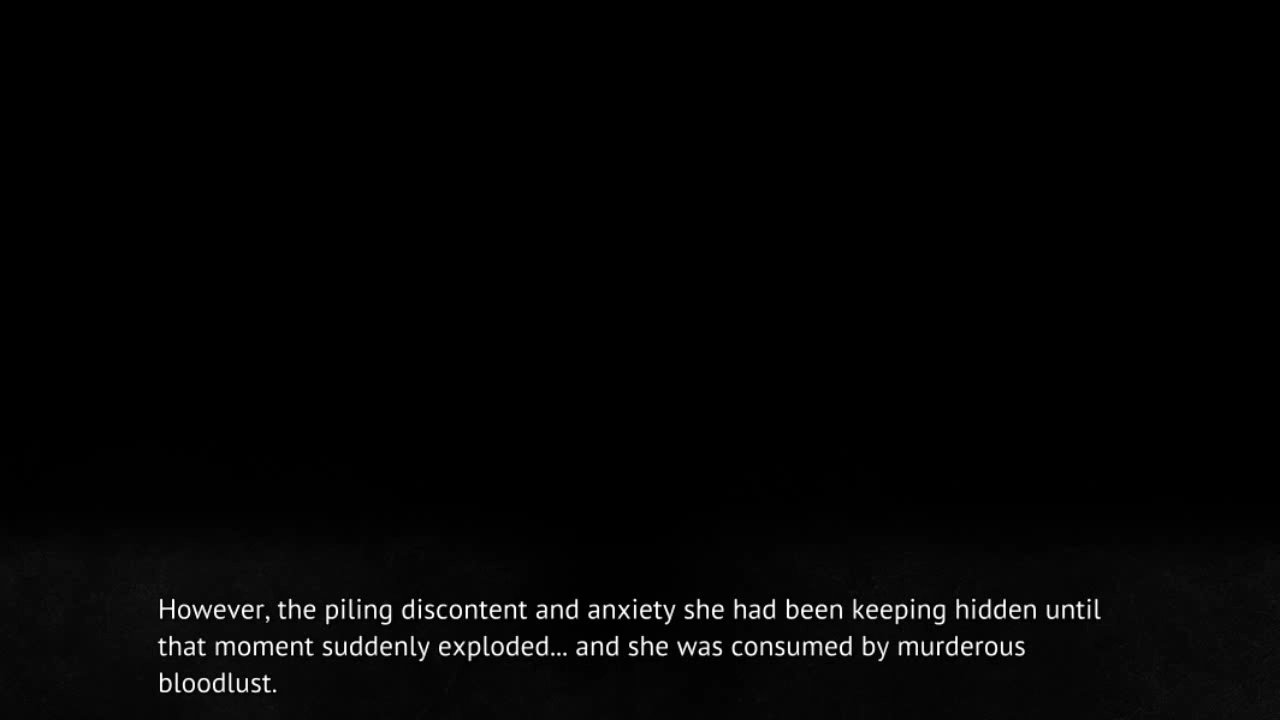 However, the piling discontent and anxiety she had been keeping hidden until
that moment suddenly exploded... and she was consumed by murderous
bloodlust.